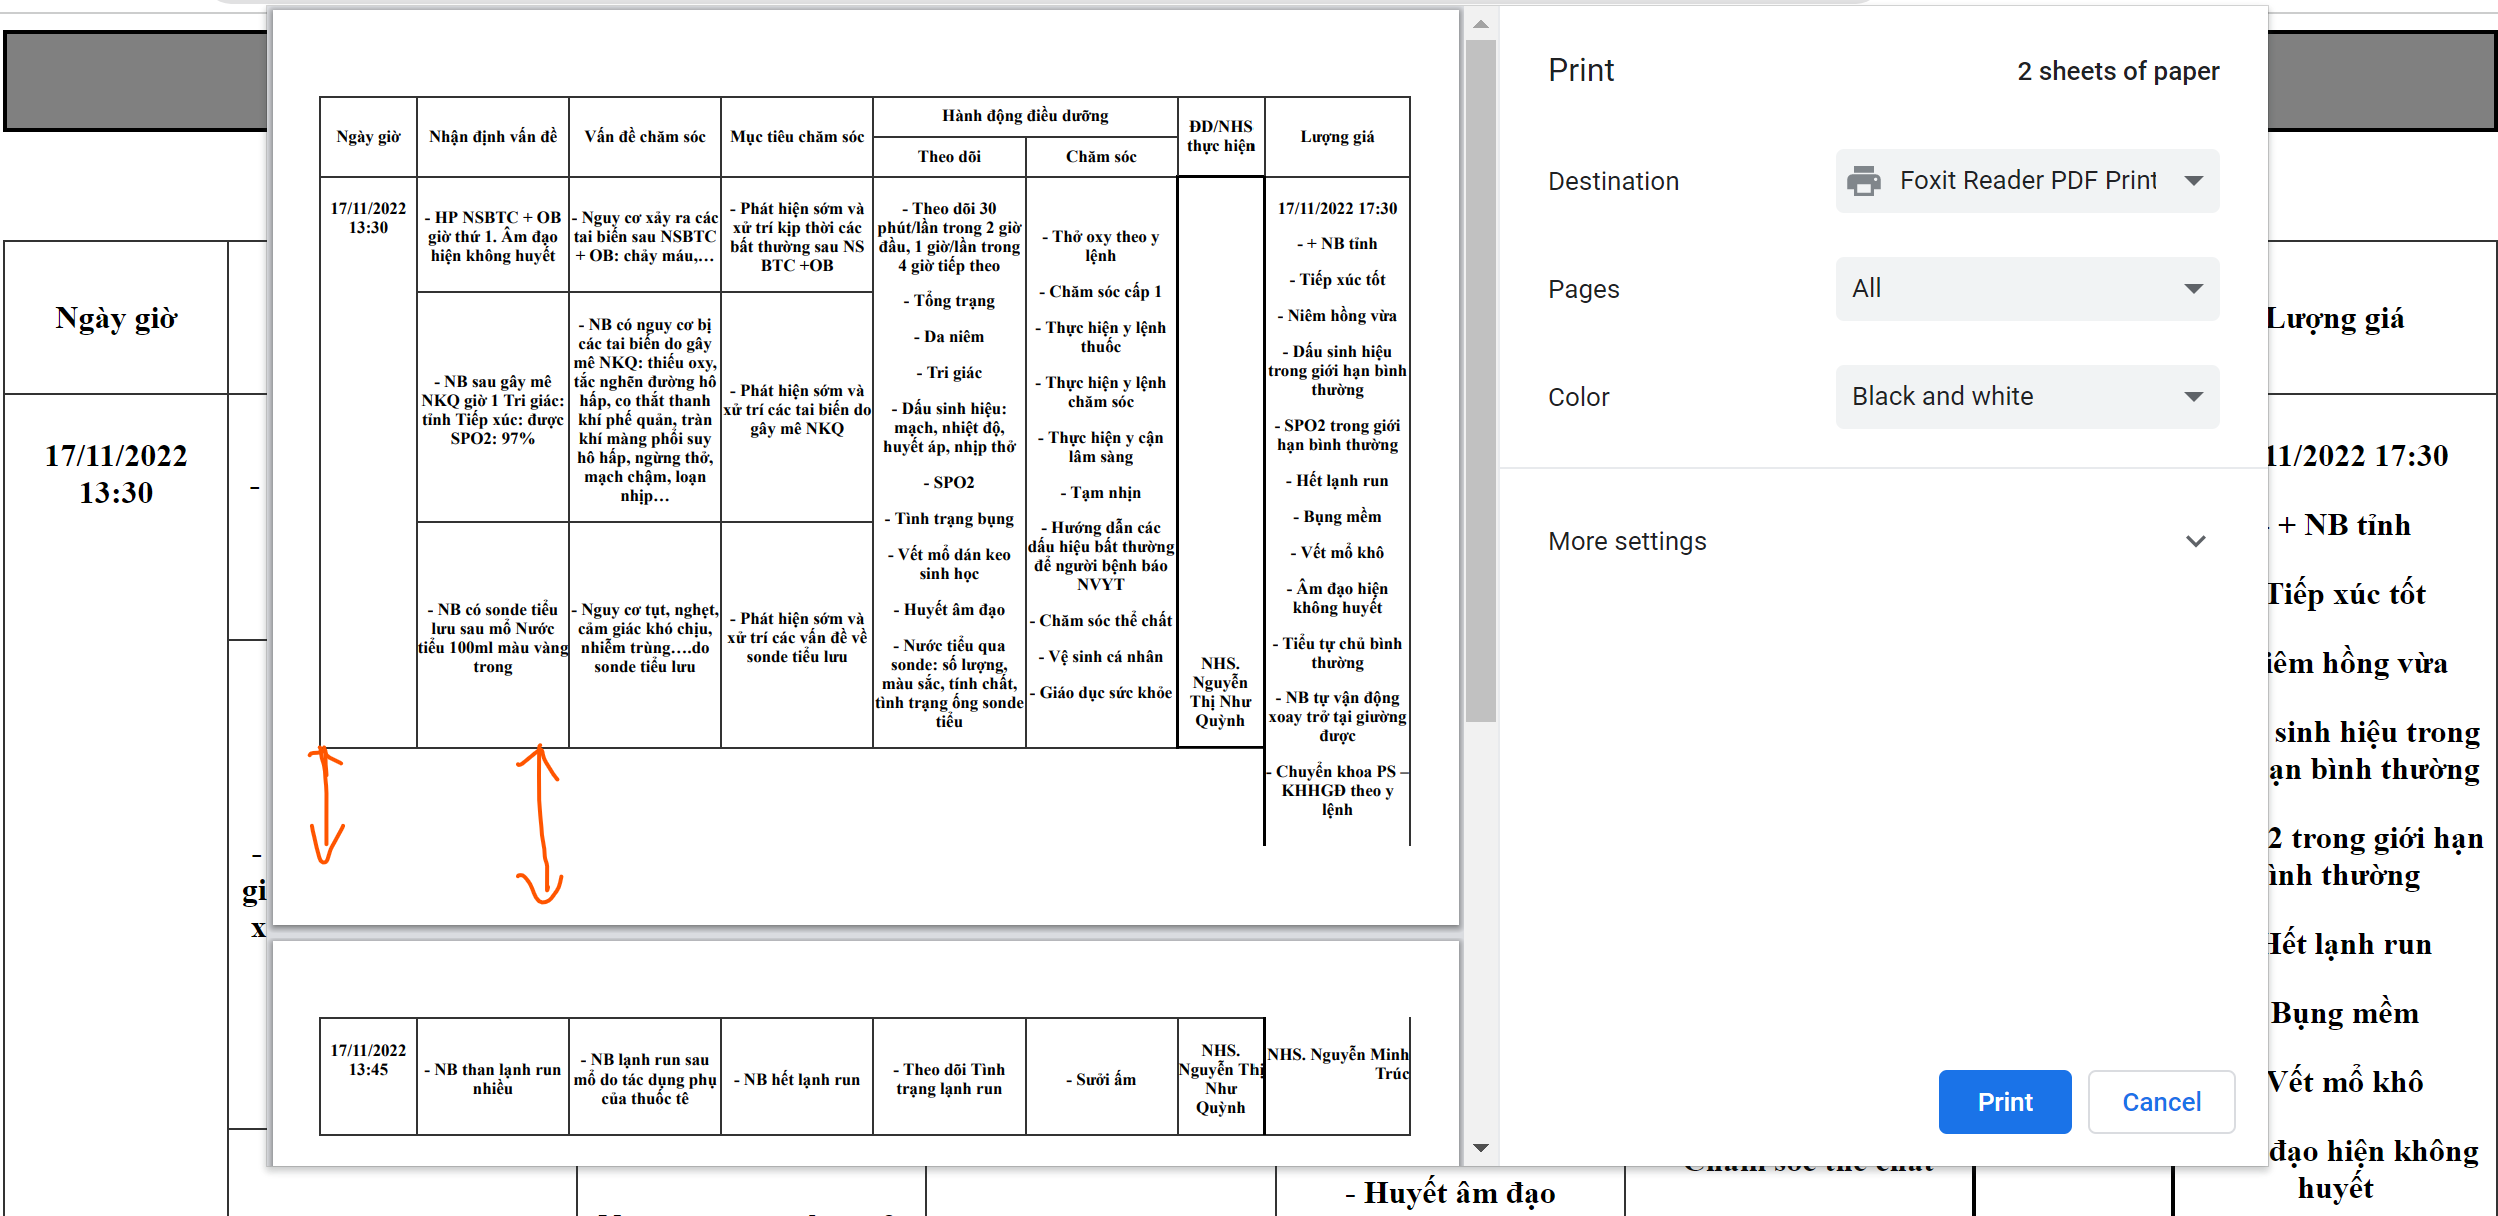 Ngày giờ
Nhận định vấn đề
Vấn đề chăm sóc
Mục tiêu chăm sóc
Hành động điều dưỡng
Theo dõi
Chăm sóc
ĐD/NHS
thực hiện
Lượng giá
17/11/2022
13:30
- HP NSBTC + OB
giờ thứ 1. Âm đạo
hiện không huyết
- Nguy cơ xảy ra các
tai biến sau NSBTC
+ OB: chảy máu,...
- Phát hiện sớm và
xử trí kịp thời các
bất thường sau NS
BTC +OB
- NB sau gây mê
NKQ giờ 1 Tri giác:
tỉnh Tiếp xúc: được
SPO2: 97%
- NB có nguy cơ bị
các tai biến do gây
mê NKQ: thiếu oxy,
tắc nghẽn đường hô
hấp, co thắt thanh
khí phế quản, tràn
khí màng phổi suy
hô hấp, ngừng thở,
mạch chậm, loạn
nhịp...
- Phát hiện sớm và
xử trí các tai biến do
gây mê NKQ
- NB có sonde tiểu
lưu sau mổ Nước
tiểu 100ml màu vàng
trong
- Nguy cơ tụt, nghẹt,
cảm giác khó chịu,
nhiễm trùng....do
sonde tiểu lưu
- Phát hiện sớm và
xử trí các vấn đề về
sonde tiểu lưu
- Theo dõi 30
phút/lần trong 2 giờ
đầu, 1 giờ/lần trong
4 giờ tiếp theo
- Tổng trạng
- Da niêm
- Tri giác
- Dấu sinh hiệu:
mạch, nhiệt độ,
huyết áp, nhịp thở
- SPO2
- Tình trạng bụng
- Vết mổ dán keo
sinh học
- Huyết âm đạo
- Nước tiểu qua
sonde: số lượng,
màu sắc, tính chất,
tình trạng ống sonde
tiểu
- Thở oxy theo y
lệnh
- Chăm sóc cấp 1
- Thực hiện y lệnh
thuốc
- Thực hiện y lệnh
chăm sóc
- Thực hiện y cận
lâm sàng
- Tạm nhịn
- Hướng dẫn các
dấu hiệu bất thường
để người bệnh báo
NVYT
- Chăm sóc thể chất
- Vệ sinh cá nhân
- Giáo dục sức khỏe
NHS.
Nguyễn
Thị Như
Quỳnh
17/11/2022 17:30
- + NB tỉnh
- Tiếp xúc tốt
- Niêm hồng vừa
- Dấu sinh hiệu
trong giới hạn bình
thường
- SPO2 trong giới
hạn bình thường
- Hết lạnh run
- Bụng mềm
- Vết mổ khô
- Âm đạo hiện
không huyết
- Tiểu tự chủ bình
thường
- NB tự vận động
xoay trở tại giường
được
- Chuyển khoa PS –
KHHGĐ theo y
lệnh
17/11/2022
13:45
- NB than lạnh run
nhiều
- NB lạnh run sau
mổ do tác dụng phụ
của thuốc tê
- NB hết lạnh run
- Theo dõi Tình
trạng lạnh run
- Sưởi ấm
NHS.
Nguyễn Thị
Như
Quỳnh
NHS. Nguyễn Minh
Trúc
Print
2 sheets of paper
Destination
Foxit Reader PDF Print
Pages
All
Color
Black and white
More settings
Print
Cancel
Ngày giờ
17/11/2022
13:30
-
-
gi
x
Lượng giá
11/2022 17:30
+ NB tỉnh
Tiếp xúc tốt
iêm hồng vừa
sinh hiệu trong
ạn bình thường
2 trong giới hạn
ình thường
Hết lạnh run
Bụng mềm
Vết mổ khô
đạo hiện không
huyết
- Huyết âm đạo